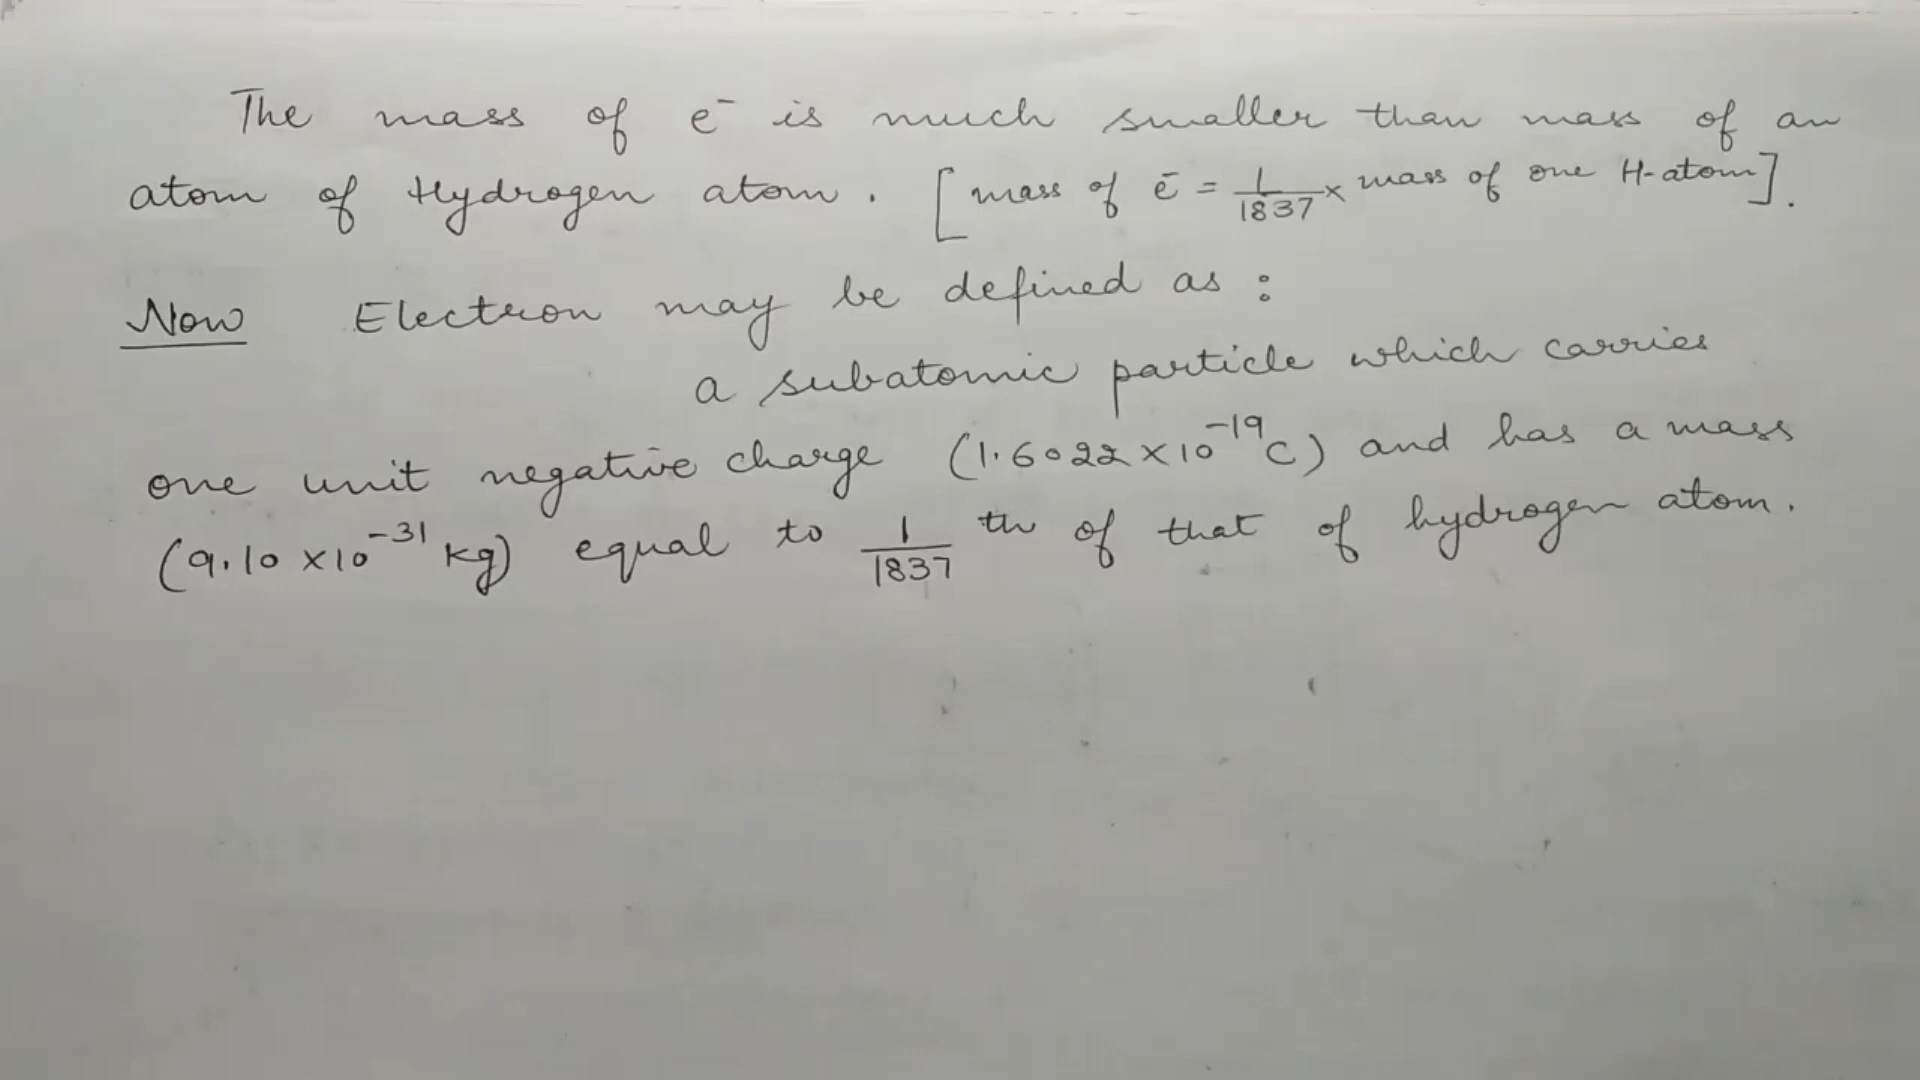 The mass of e⁻ is much smaller than mass of an
atom of Hydrogen atom. [mass of e⁻ = 1/1837 × mass of one H-atom].
Now Electron may be defined as :
a subatomic particle which carries
one unit negative charge (1.6022 × 10⁻¹⁹ C) and has a mass
(9.10 × 10⁻³¹ kg) equal to 1/1837 th of that of hydrogen atom.